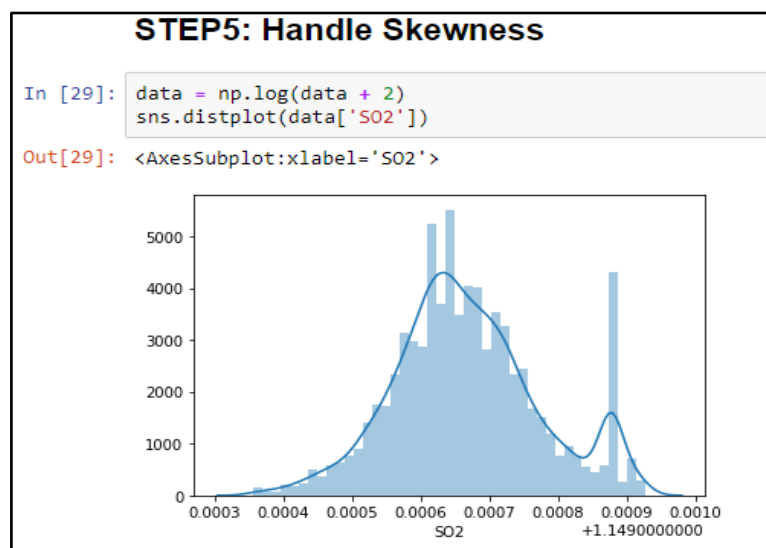 STEP5: Handle Skewness
In [29]: data = np.log(data + 2)
sns.distplot(data['SO2'])
Out[29]: <AxesSubplot:xlabel='SO2'>
5000
4000
3000
2000
1000
0
0.0003 0.0004 0.0005 0.0006 0.0007 0.0008 0.0009 0.0010
SO2 +1.1490000000